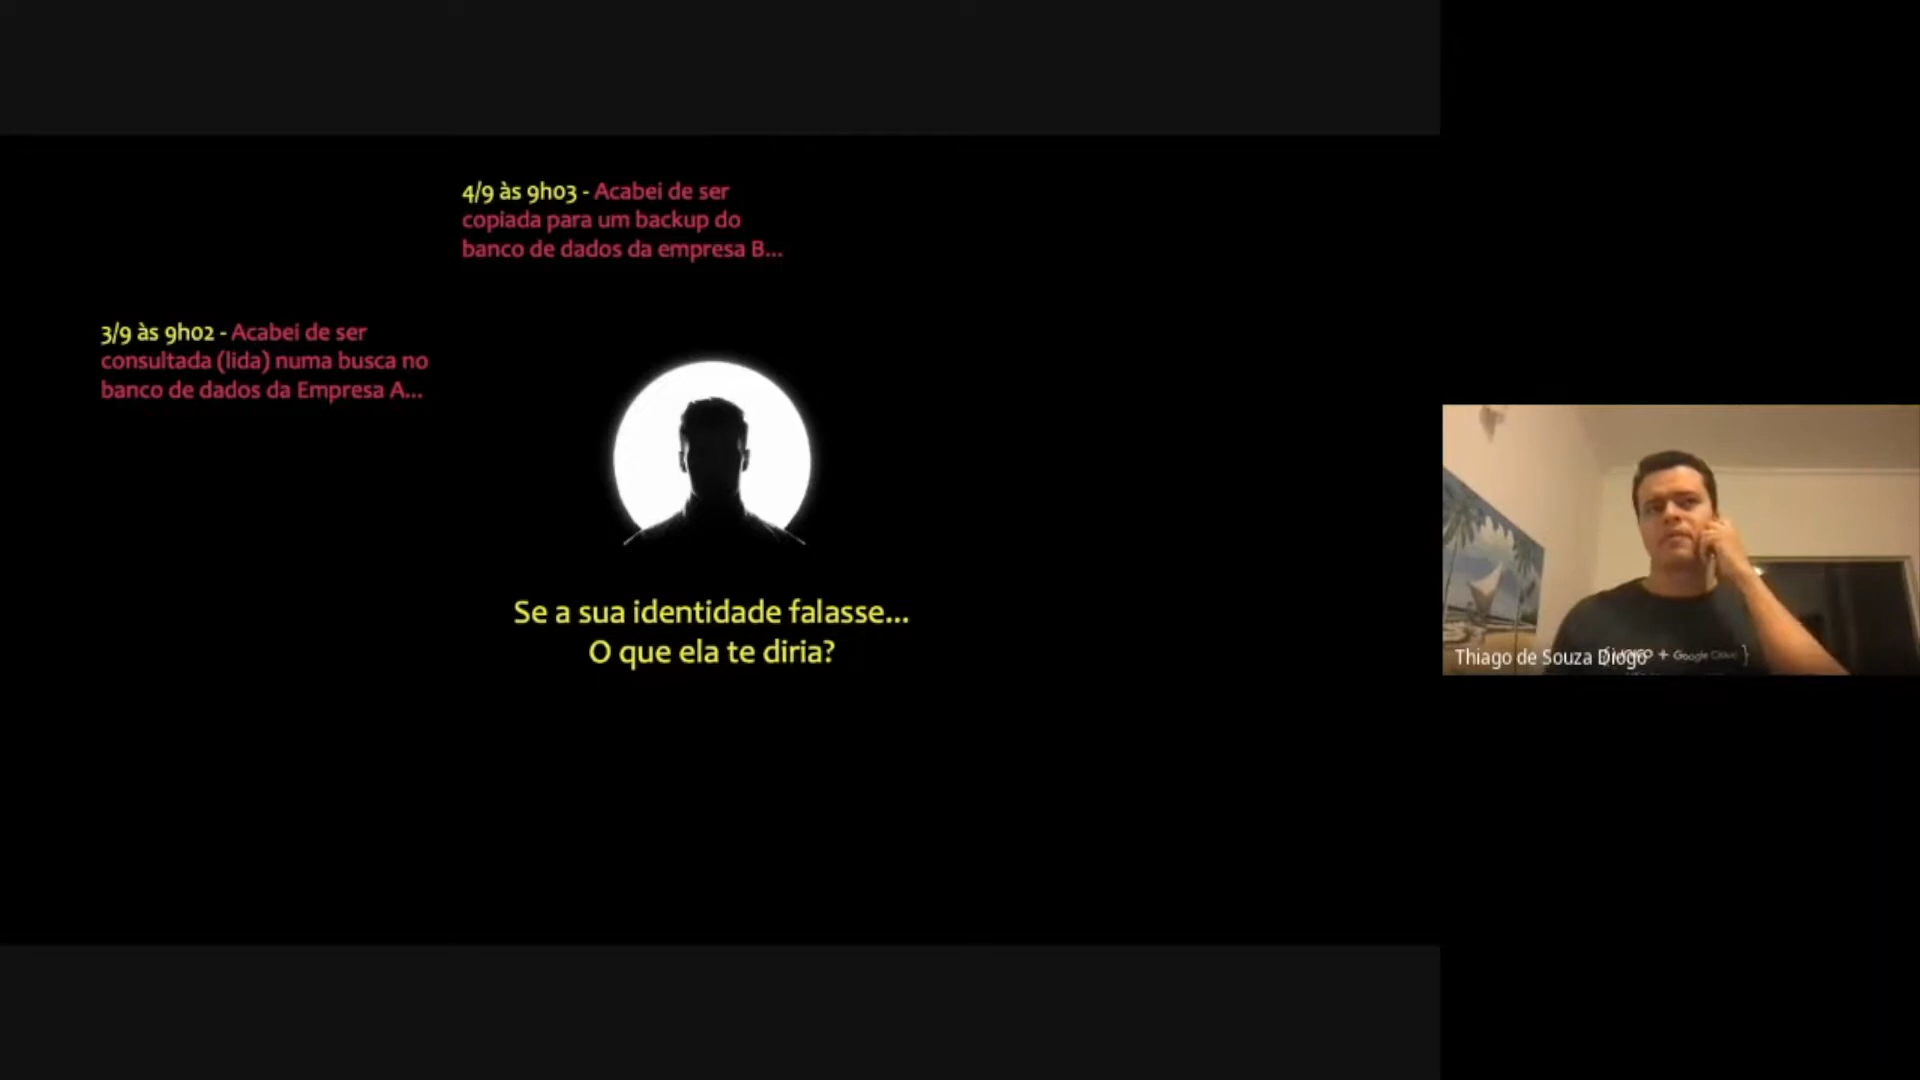 4/9 às 9h03 - Acabei de ser
copiada para um backup do
banco de dados da empresa B...
3/9 às 9h02 - Acabei de ser
consultada (lida) numa busca no
banco de dados da Empresa A...
Se a sua identidade falasse...
O que ela te diria?
Thiago de Souza Diogo
+ Google Cloud }